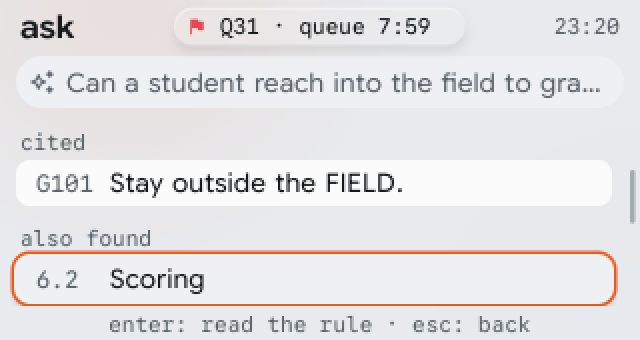 ask
Q31 · queue 7:59
23:20
Can a student reach into the field to gra...
cited
G101 Stay outside the FIELD.
also found
6.2 Scoring
enter: read the rule · esc: back